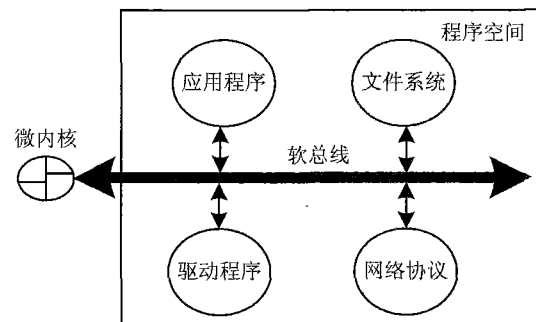 程序空间
应用程序
文件系统
微内核
软总线
驱动程序
网络协议